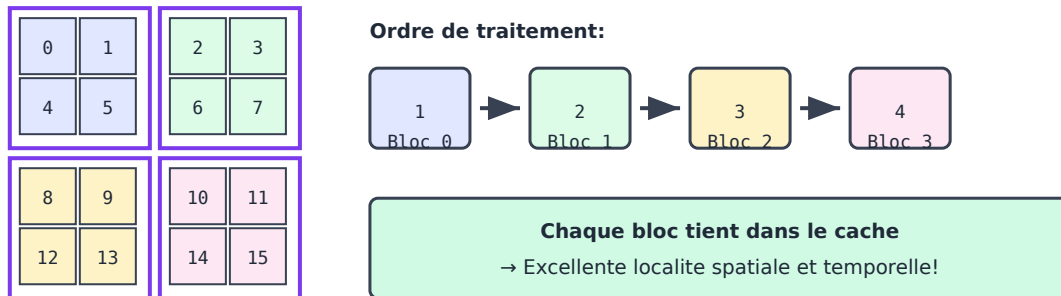 0 1 2 3
4 5 6 7
8 9 10 11
12 13 14 15
Ordre de traitement:
1 2 3 4
Bloc 0 Bloc 1 Bloc 2 Bloc 3
Chaque bloc tient dans le cache
→ Excellente localite spatiale et temporelle!